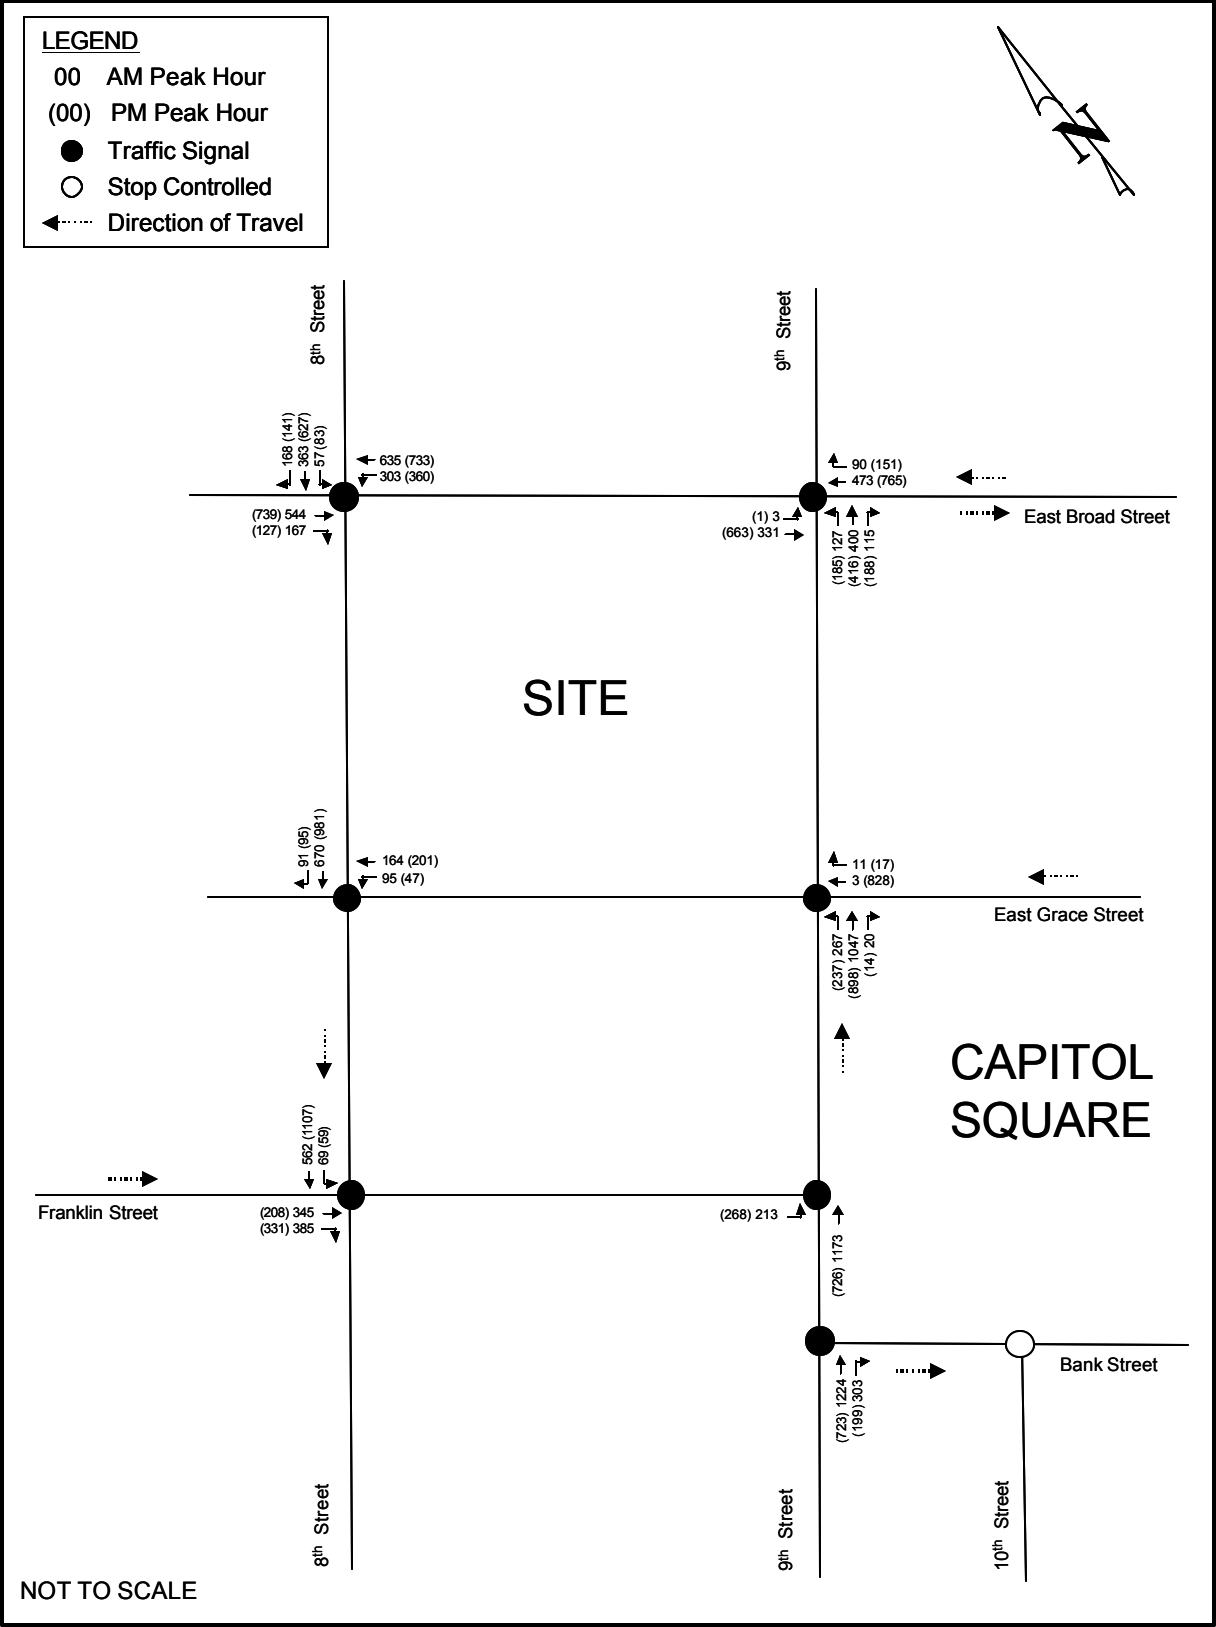 LEGEND
00 AM Peak Hour
(00) PM Peak Hour
Traffic Signal
Stop Controlled
Direction of Travel
N
8th Street
9th Street
168 (141)
363 (627)
57 (83)
635 (733)
303 (360)
(739) 544
(127) 167
90 (151)
473 (765)
(1) 3
(663) 331
(185) 127
(416) 400
(188) 115
East Broad Street
SITE
91 (95)
670 (981)
164 (201)
95 (47)
11 (17)
3 (828)
(237) 267
(898) 1047
(14) 20
East Grace Street
CAPITOL
SQUARE
562 (1107)
69 (59)
Franklin Street
(208) 345
(331) 385
(268) 213
(726) 1173
Bank Street
(723) 1224
(199) 303
8th Street
9th Street
10th Street
NOT TO SCALE